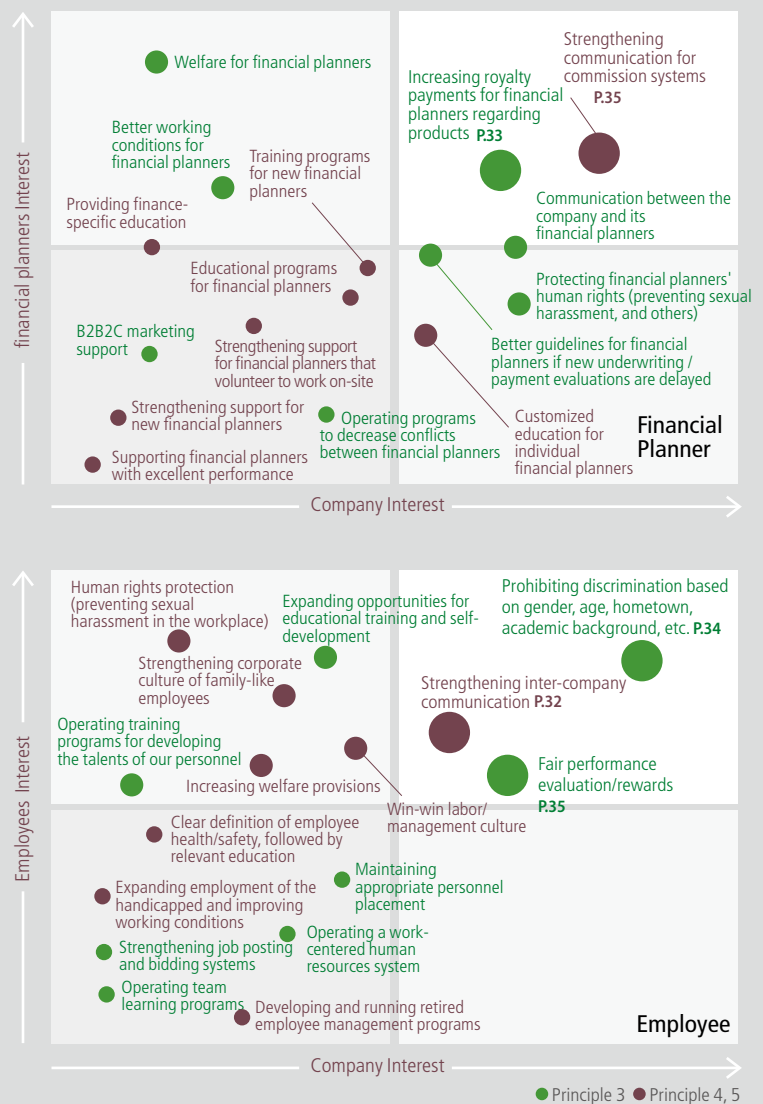 financial planners Interest
Welfare for financial planners
Strengthening
communication for
commission systems
P.35
Increasing royalty
payments for financial
planners regarding
products P.33
Better working
conditions for
financial planners
Training programs
for new financial
planners
Providing finance-
specific education
Communication between the
company and its
financial planners
Educational programs
for financial planners
Protecting financial planners'
human rights (preventing sexual
harassment, and others)
B2B2C marketing
support
Strengthening support
for financial planners that
volunteer to work on-site
Better guidelines for financial
planners if new underwriting /
payment evaluations are delayed
Strengthening support for
new financial planners
Operating programs
to decrease conflicts
between financial planners
Customized
education for
individual
financial planners
Supporting financial planners
with excellent performance
Financial
Planner
Company Interest
Employees Interest
Human rights protection
(preventing sexual
harassment in the workplace)
Expanding opportunities for
educational training and self-
development
Prohibiting discrimination based
on gender, age, hometown,
academic background, etc. P.34
Strengthening corporate
culture of family-like
employees
Strengthening inter-company
communication P.32
Operating training
programs for developing
the talents of our personnel
Increasing welfare provisions
Fair performance
evaluation/rewards
P.35
Win-win labor/
management culture
Clear definition of employee
health/safety, followed by
relevant education
Maintaining
appropriate personnel
placement
Expanding employment of the
handicapped and improving
working conditions
Operating a work-
centered human
resources system
Strengthening job posting
and bidding systems
Operating team
learning programs
Developing and running retired
employee management programs
Employee
Company Interest
Principle 3 Principle 4, 5